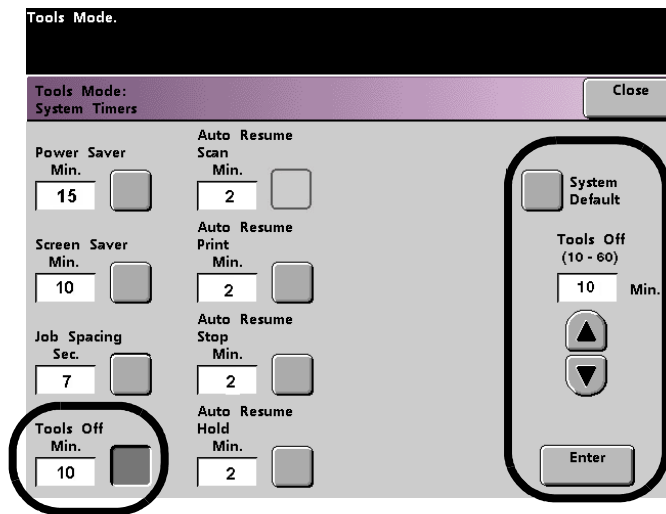 Tools Mode.
Tools Mode:
System Timers
Close
Power Saver
Min.
15
Screen Saver
Min.
10
Job Spacing
Sec.
7
Tools Off
Min.
10
Auto Resume
Scan
Min.
2
Auto Resume
Print
Min.
2
Auto Resume
Stop
Min.
2
Auto Resume
Hold
Min.
2
System
Default
Tools Off
(10 - 60)
10 Min.
Enter